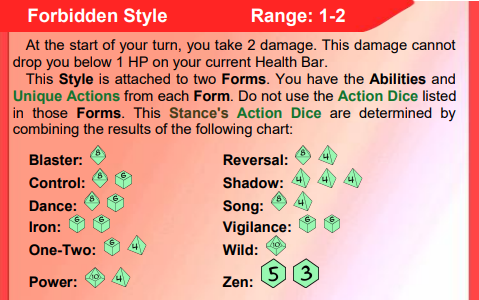 Forbidden Style Range: 1-2
At the start of your turn, you take 2 damage. This damage cannot
drop you below 1 HP on your current Health Bar.
This Style is attached to two Forms. You have the Abilities and
Unique Actions from each Form. Do not use the Action Dice listed
in those Forms. This Stance's Action Dice are determined by
combining the results of the following chart:
Blaster: 8
Control: 8 6
Dance: 8 6
Iron: 6 6
One-Two: 6 4
Power: 10 4
Reversal: 8 4
Shadow: 4 4 4
Song: 8 4
Vigilance: 6 6
Wild: 10
Zen: 5 3